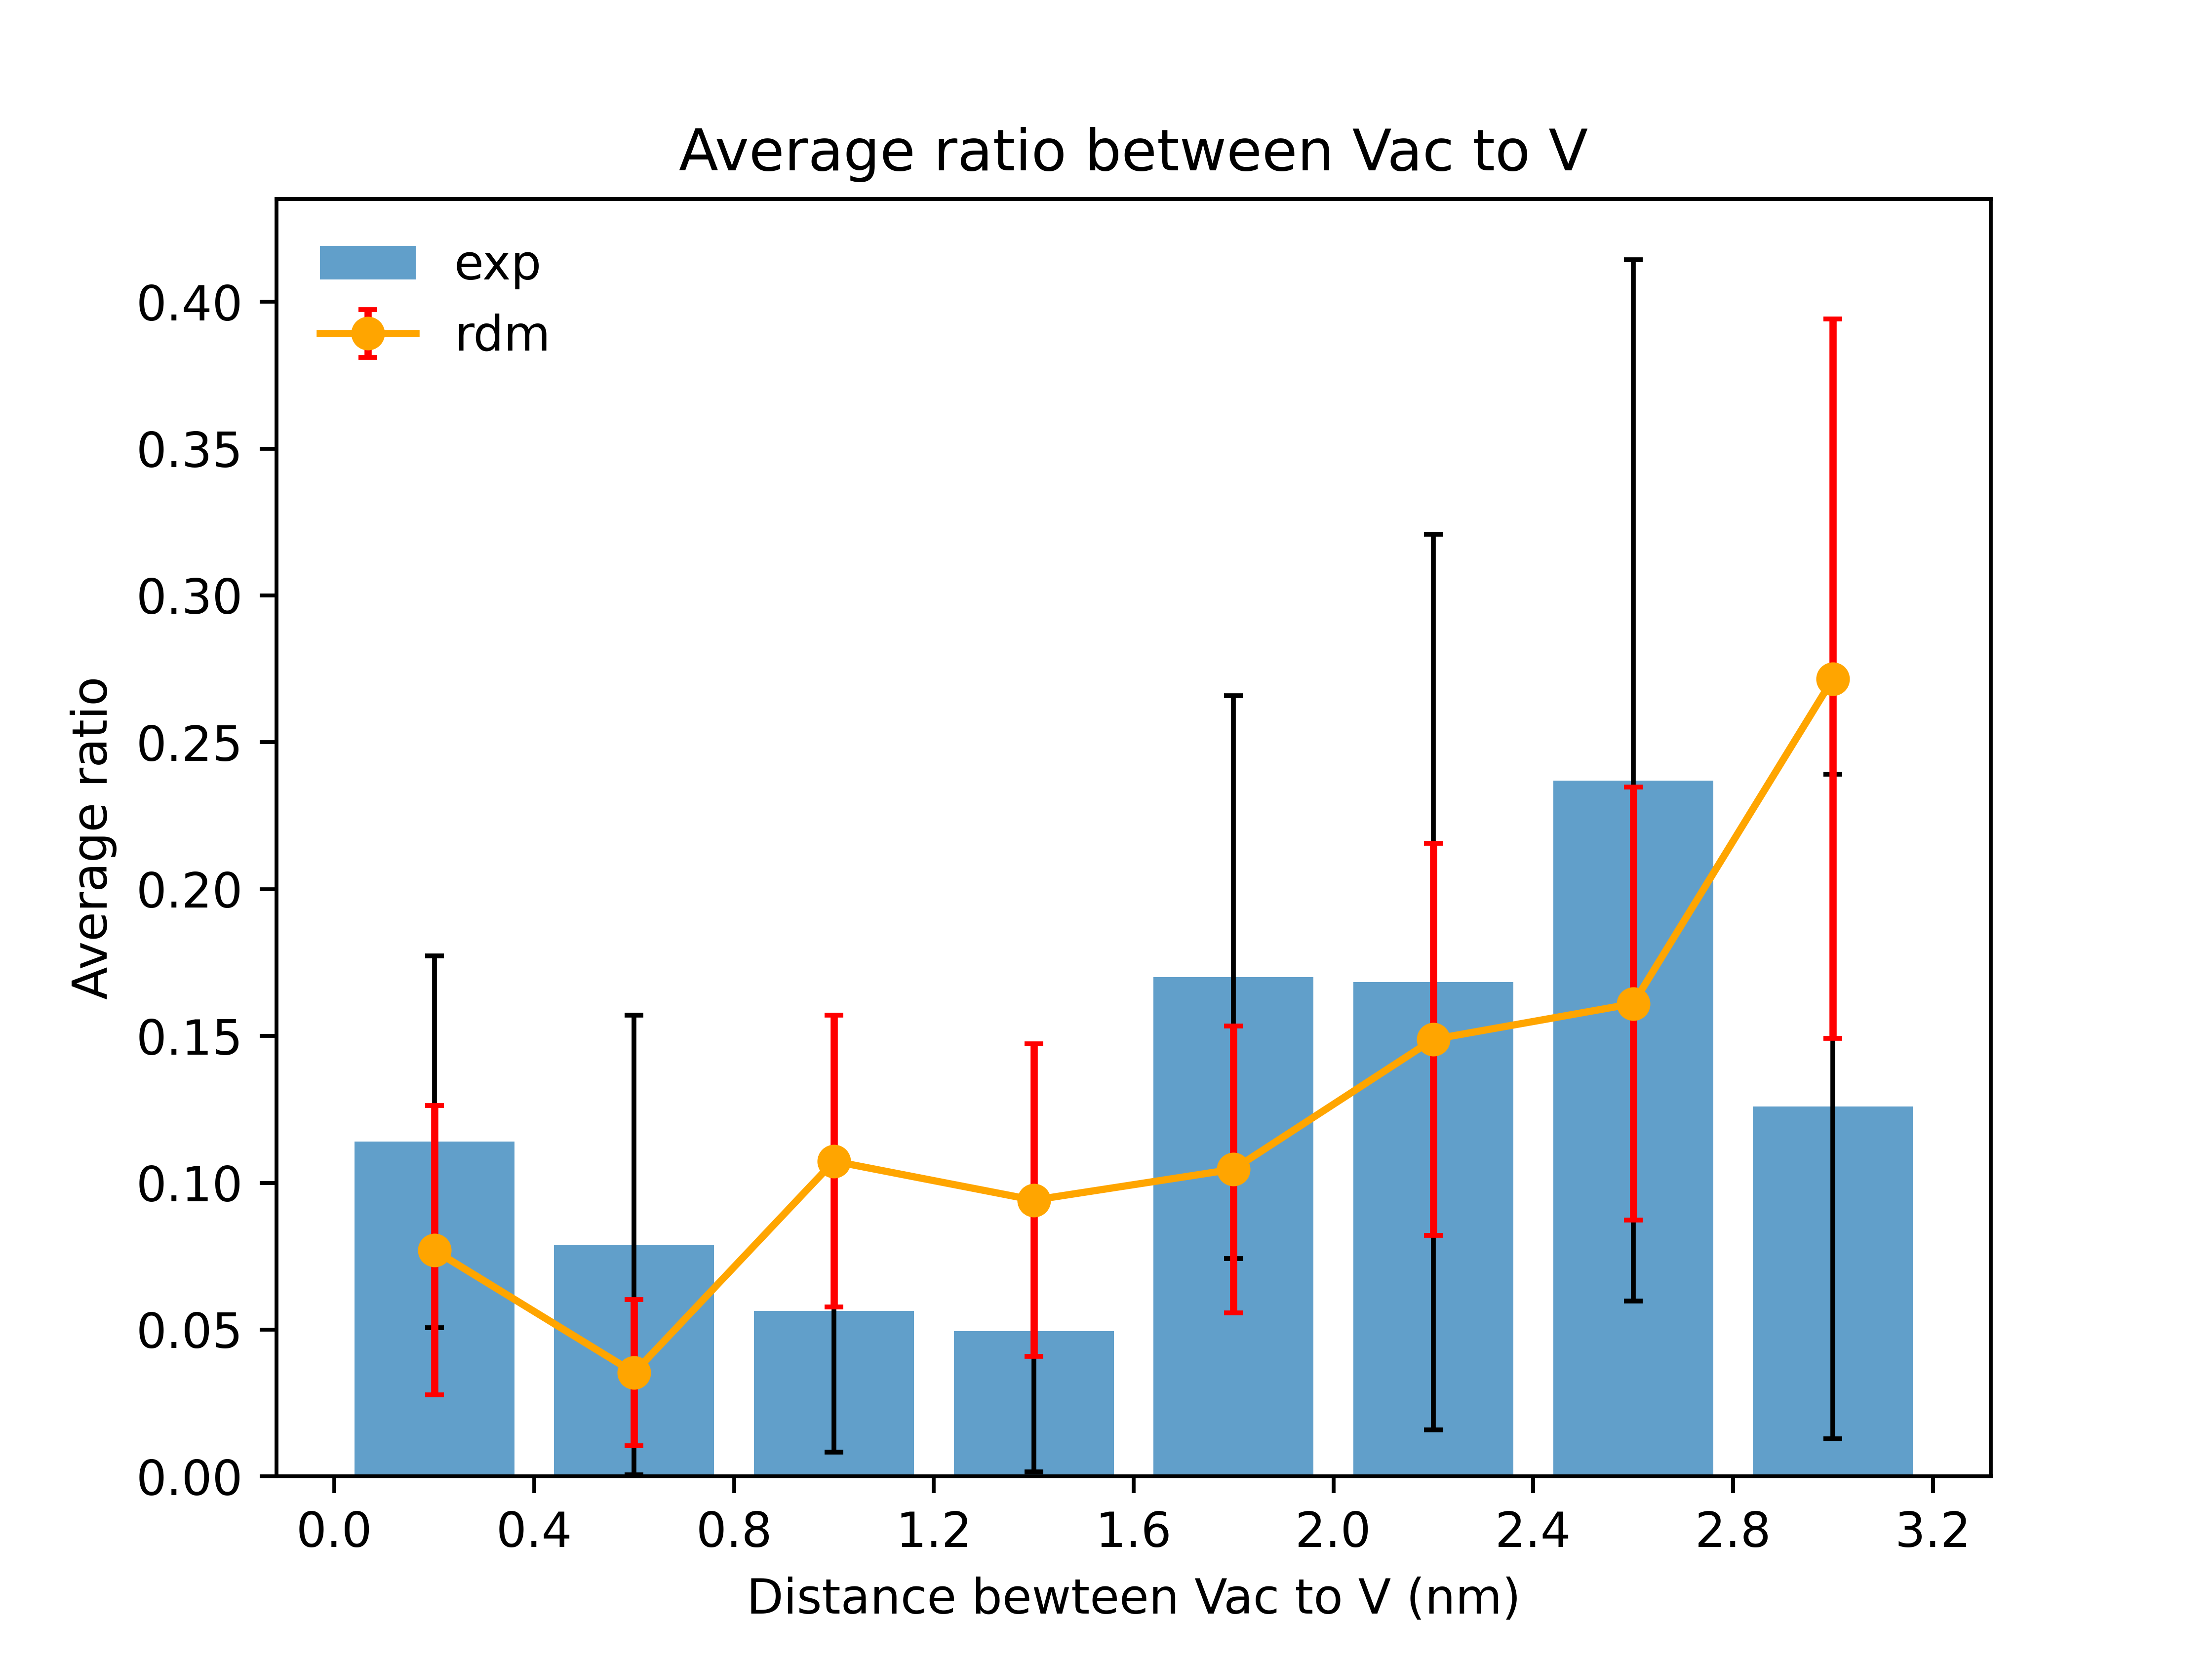 Average ratio between Vac to V
exp
rdm
Average ratio
0.40
0.35
0.30
0.25
0.20
0.15
0.10
0.05
0.00
0.0 0.4 0.8 1.2 1.6 2.0 2.4 2.8 3.2
Distance bewteen Vac to V (nm)